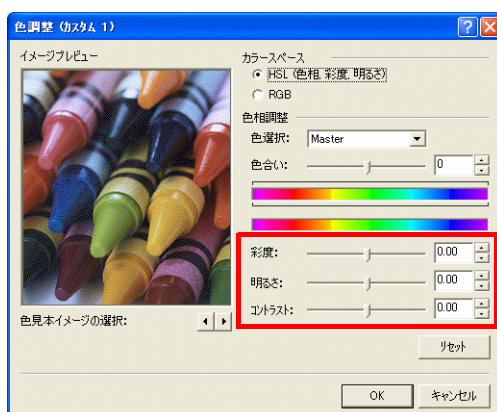 色調整 (カスタム 1)
イメージプレビュー
カラースペース
HSL (色相, 彩度, 明るさ)
RGB
色相調整
色選択: Master
色合い: 0
彩度: 0.00
明るさ: 0.00
コントラスト: 0.00
色見本イメージの選択:
リセット
OK キャンセル